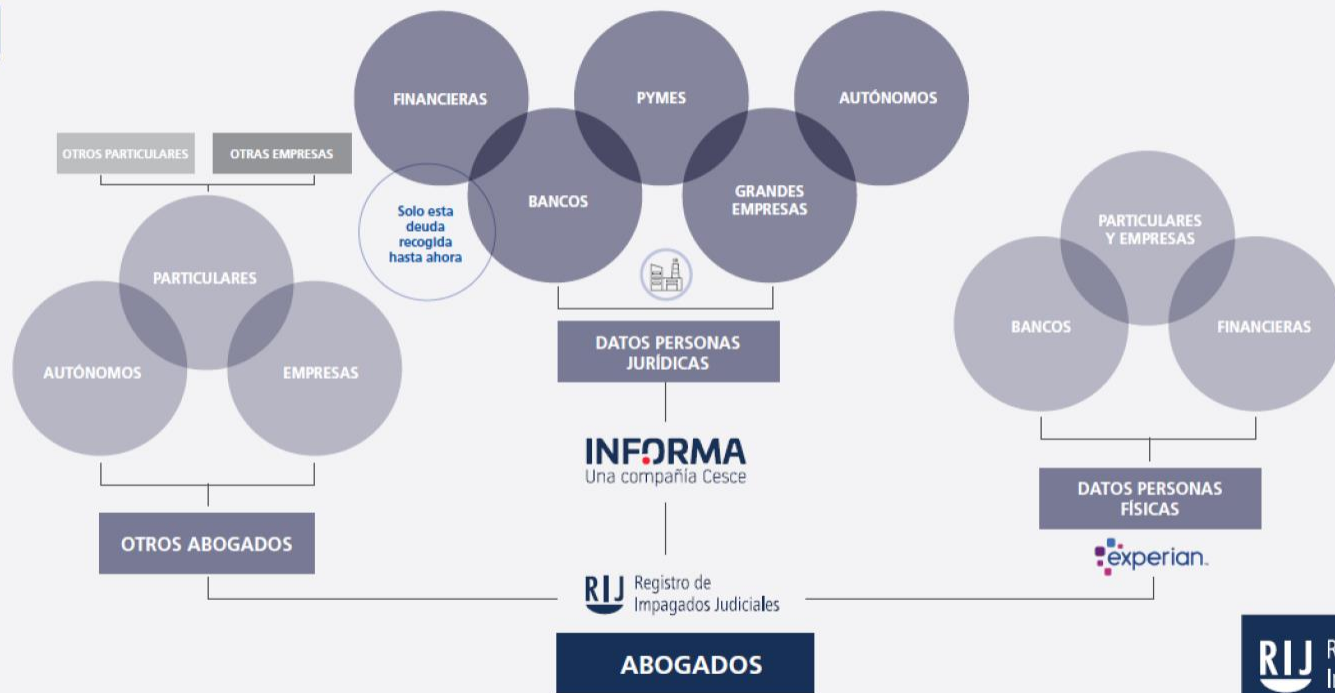 FINANCIERAS
PYMES
AUTÓNOMOS
OTROS PARTICULARES
OTRAS EMPRESAS
BANCOS
GRANDES
EMPRESAS
Solo esta
deuda
recogida
hasta ahora
PARTICULARES
AUTÓNOMOS
EMPRESAS
PARTICULARES
Y EMPRESAS
BANCOS
FINANCIERAS
DATOS PERSONAS
JURÍDICAS
INFORMA
Una compañía Cesce
DATOS PERSONAS
FÍSICAS
experian.
OTROS ABOGADOS
RIJ Registro de
Impagados Judiciales
ABOGADOS
RIJ